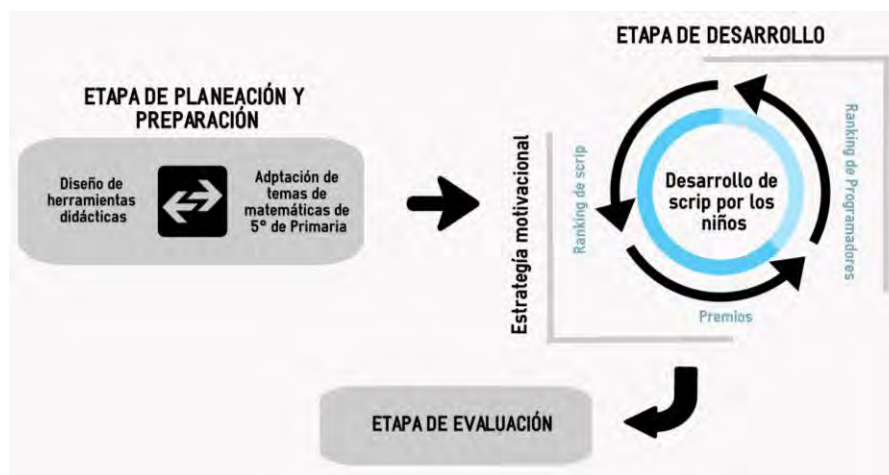 ETAPA DE PLANEACIÓN Y
PREPARACIÓN
Diseño de
herramientas
didácticas
Adptación de
temas de
matemáticas de
5° de Primaria
ETAPA DE DESARROLLO
Estrategía motivacional
Ranking de scrip
Desarrollo de
scrip por los
niños
Ranking de Programadores
Premios
ETAPA DE EVALUACIÓN